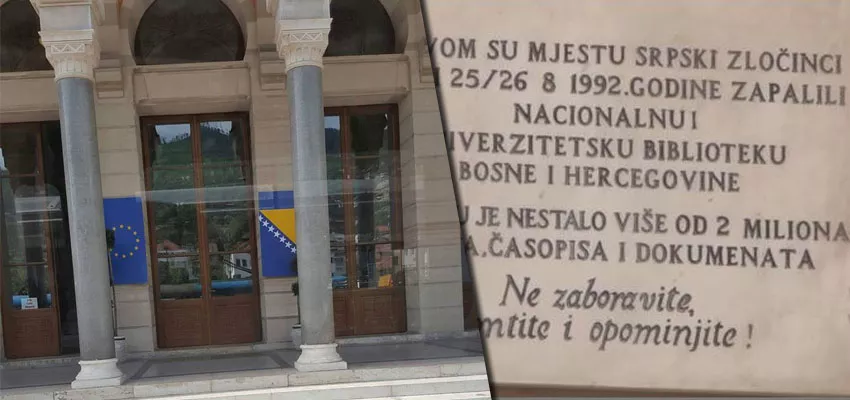 VOM SU MJESTU SRPSKI ZLOČINCI
25/26 8 1992.GODINE ZAPALILI
NACIONALNU I
IVERZITETSKU BIBLIOTEKU
BOSNE I HERCEGOVINE
U JE NESTALO VIŠE OD 2 MILIONA
A,ČASOPISA I DOKUMENATA
Ne zaboravite,
mtite i opominjite !